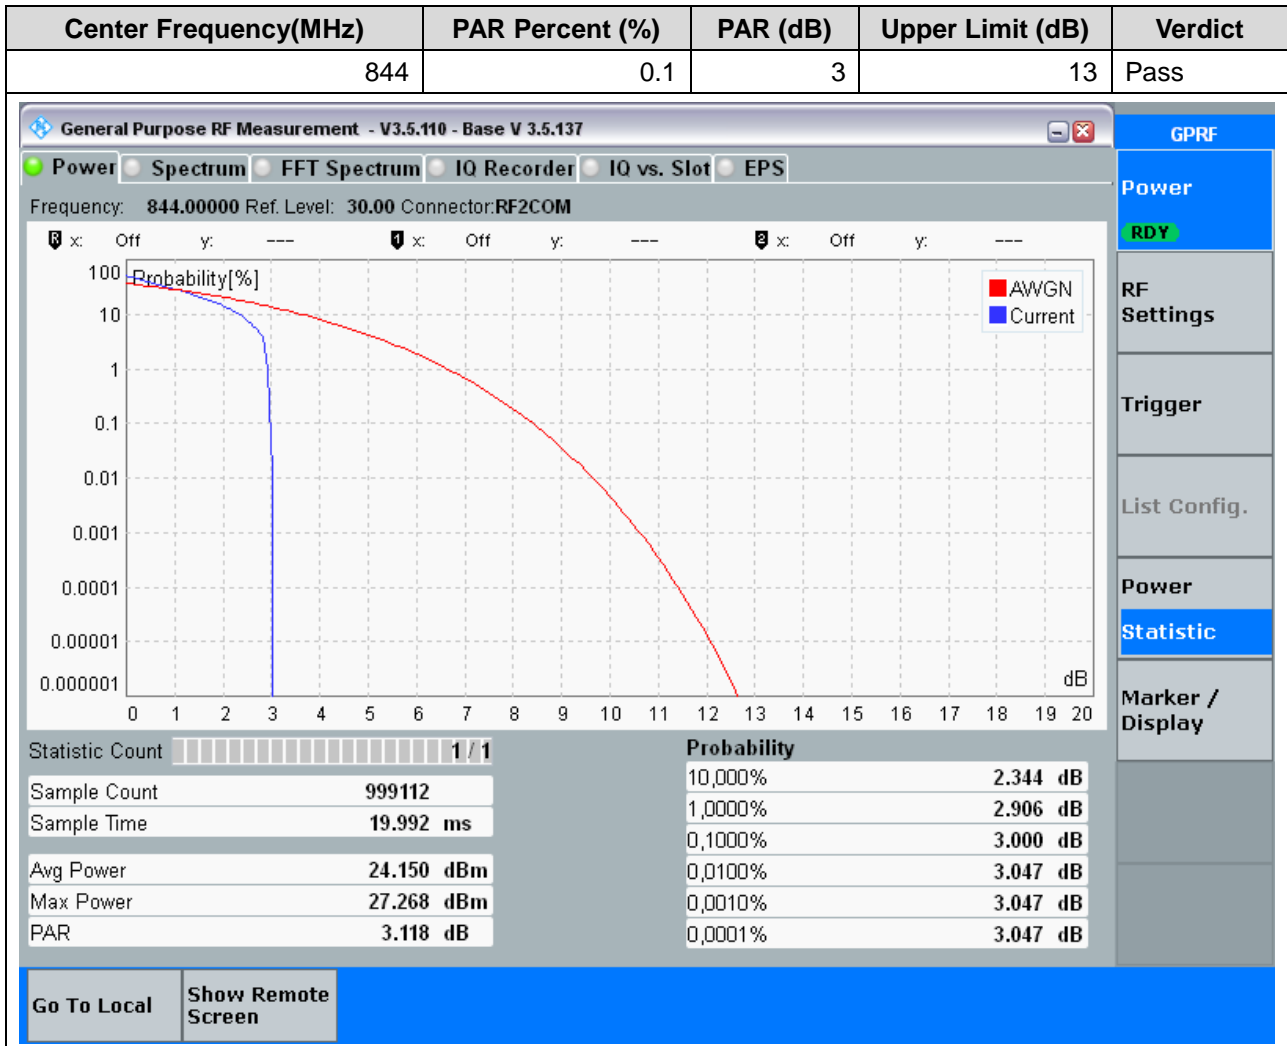 Center Frequency(MHz) PAR Percent (%) PAR (dB) Upper Limit (dB) Verdict
844 0.1 3 13 Pass
General Purpose RF Measurement - V3.5.110 - Base V 3.5.137
GPRF
Power Spectrum FFT Spectrum IQ Recorder IQ vs. Slot EPS
Frequency: 844.00000 Ref. Level: 30.00 Connector:RF2COM
R x: Off y: --- 1 x: Off y: --- 2 x: Off y: ---
Probability[%]
AWGN
Current
100
10
1
0.1
0.01
0.001
0.0001
0.00001
0.000001
dB
0 1 2 3 4 5 6 7 8 9 10 11 12 13 14 15 16 17 18 19 20
Statistic Count 1 / 1
Sample Count 999112
Sample Time 19.992 ms
Avg Power 24.150 dBm
Max Power 27.268 dBm
PAR 3.118 dB
Probability
10,000% 2.344 dB
1,0000% 2.906 dB
0,1000% 3.000 dB
0,0100% 3.047 dB
0,0010% 3.047 dB
0,0001% 3.047 dB
Power
RDY
RF
Settings
Trigger
List Config.
Power
Statistic
Marker /
Display
Go To Local
Show Remote
Screen